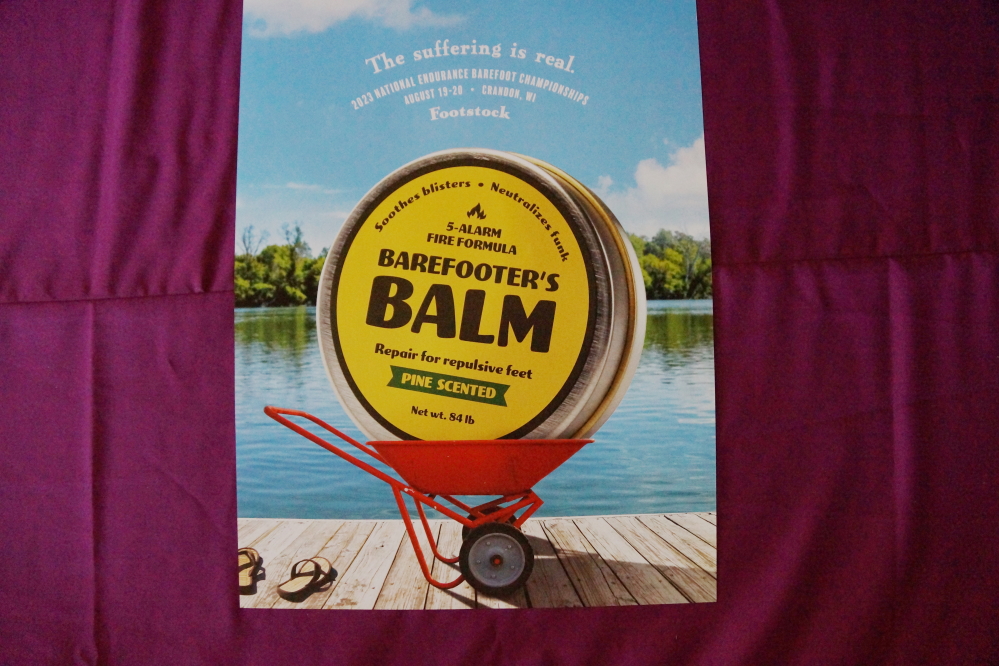 The suffering is real.
2023 NATIONAL ENDURANCE BAREFOOT CHAMPIONSHIPS
AUGUST 19-20 • CRANDON, WI
Footstock
Soothes blisters • Neutralizes funk
5-ALARM
FIRE FORMULA
BAREFOOTER'S
BALM
Repair for repulsive feet
PINE SCENTED
Net wt. 84 lb